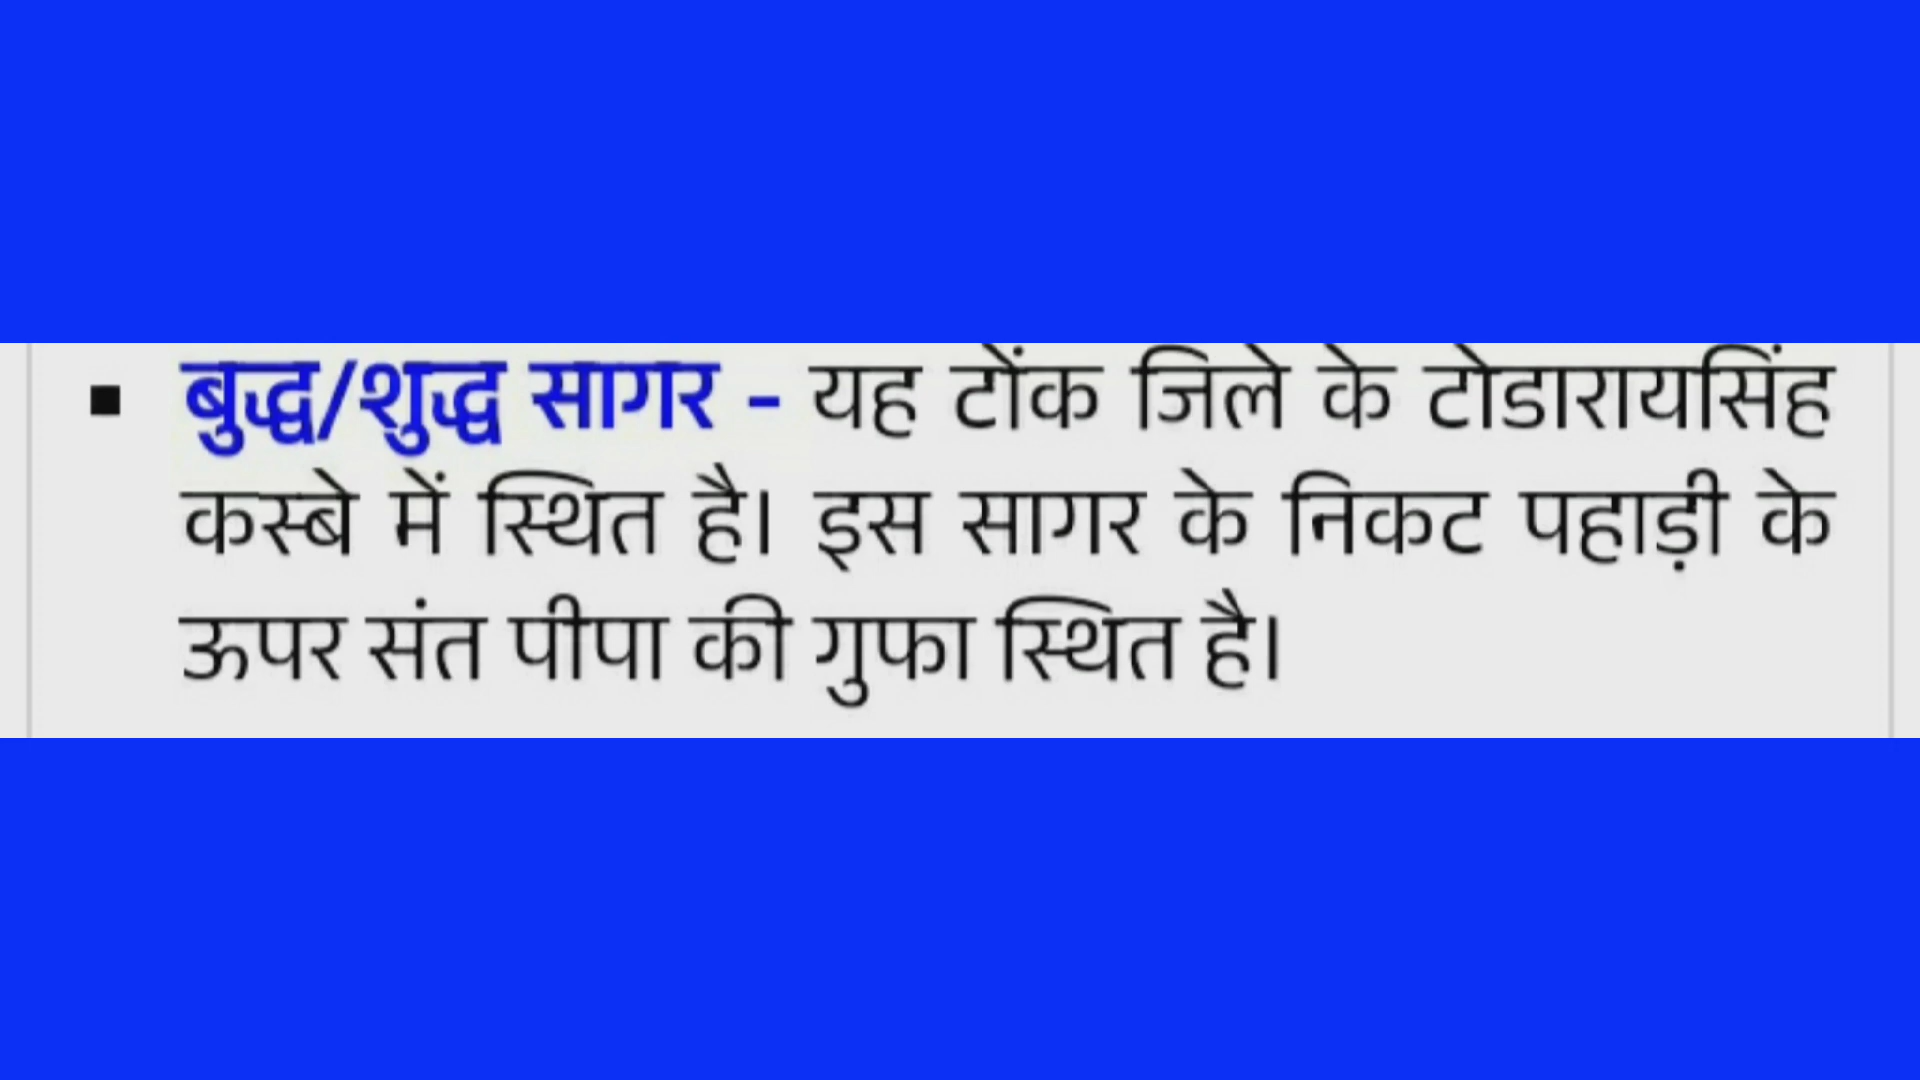 ▪ बुद्ध/शुद्ध सागर - यह टोंक जिले के टोडारायसिंह
कस्बे में स्थित है। इस सागर के निकट पहाड़ी के
ऊपर संत पीपा की गुफा स्थित है।